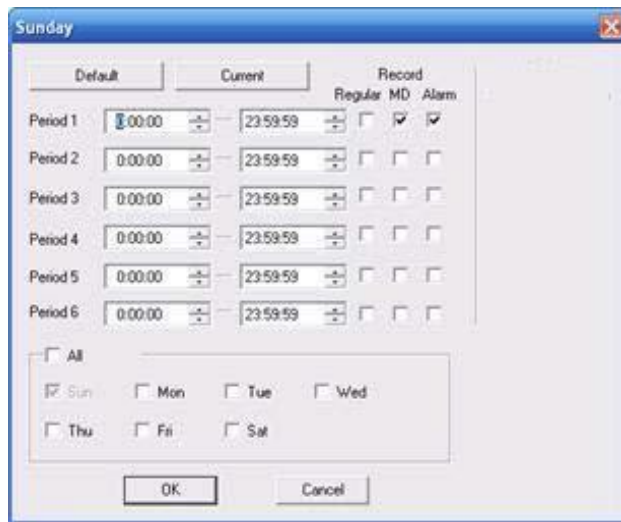 Sunday
Default Current Record
Regular MD Alarm
Period 1 0:00:00 23:59:59
Period 2 0:00:00 23:59:59
Period 3 0:00:00 23:59:59
Period 4 0:00:00 23:59:59
Period 5 0:00:00 23:59:59
Period 6 0:00:00 23:59:59
All
Sun Mon Tue Wed
Thu Fri Sat
OK Cancel